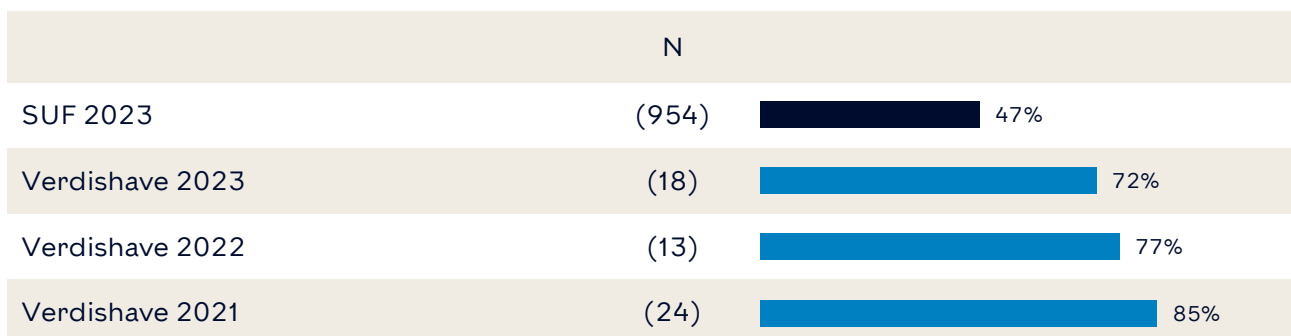 N
SUF 2023 (954) 47%
Verdishave 2023 (18) 72%
Verdishave 2022 (13) 77%
Verdishave 2021 (24) 85%